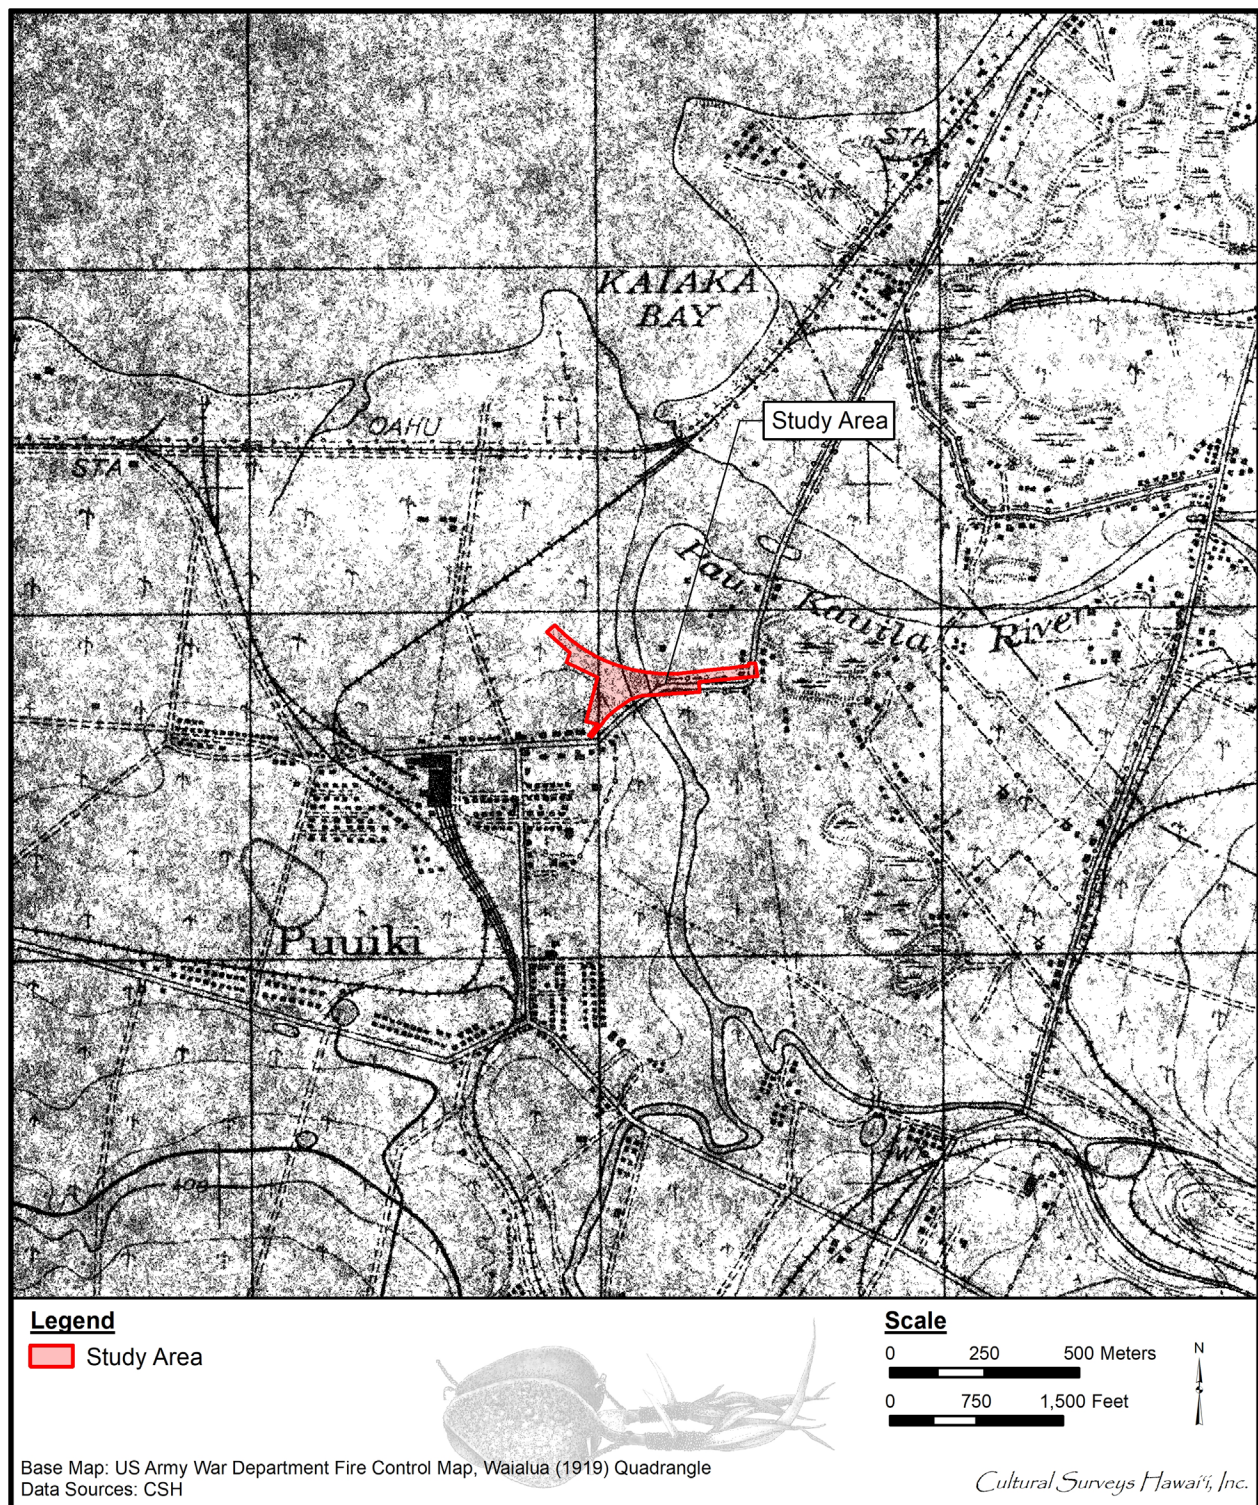 STA
KAIAKA
BAY
Study Area
OAHU
STA
Pau Kauila River
Puuiki
Legend
Study Area
Scale
0 250 500 Meters
0 750 1,500 Feet
N
Base Map: US Army War Department Fire Control Map, Waialua (1919) Quadrangle
Data Sources: CSH
Cultural Surveys Hawai‘i, Inc.